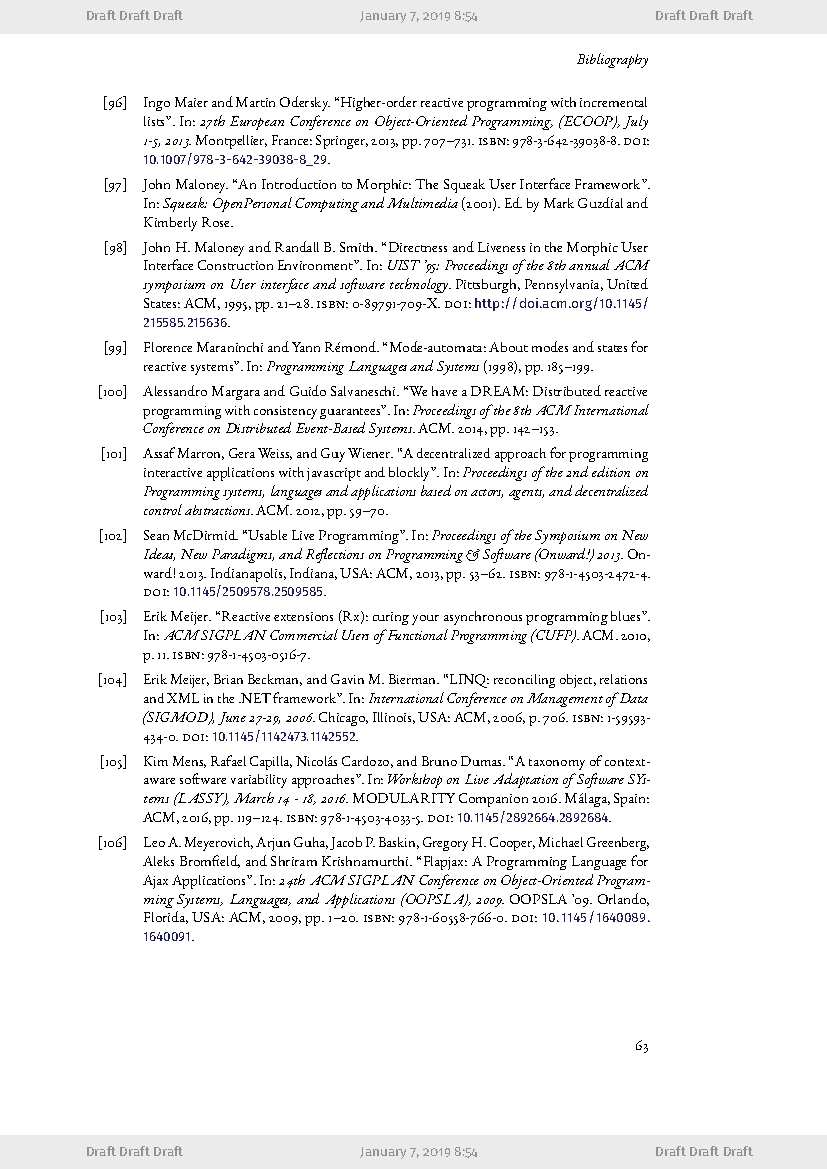 Draft Draft Draft January 7, 2019 8:54 Draft Draft Draft
Bibliography
[96] Ingo Maier and Martin Odersky. “Higher-order reactive programming with incremental
lists”. In: 27th European Conference on Object-Oriented Programming, (ECOOP), July
1-5, 2013. Montpellier, France: Springer, 2013, pp. 707–731. ISBN: 978-3-642-39038-8. DOI:
10.1007/978-3-642-39038-8_29.
[97] John Maloney. “An Introduction to Morphic: The Squeak User Interface Framework”.
In: Squeak: OpenPersonal Computing and Multimedia (2001). Ed. by Mark Guzdial and
Kimberly Rose.
[98] John H. Maloney and Randall B. Smith. “Directness and Liveness in the Morphic User
Interface Construction Environment”. In: UIST ’95: Proceedings of the 8th annual ACM
symposium on User interface and software technology. Pittsburgh, Pennsylvania, United
States: ACM, 1995, pp. 21–28. ISBN: 0-89791-709-X. DOI: http://doi.acm.org/10.1145/
215585.215636.
[99] Florence Maraninchi and Yann Rémond. “Mode-automata: About modes and states for
reactive systems”. In: Programming Languages and Systems (1998), pp. 185–199.
[100] Alessandro Margara and Guido Salvaneschi. “We have a DREAM: Distributed reactive
programming with consistency guarantees”. In: Proceedings of the 8th ACM International
Conference on Distributed Event-Based Systems. ACM. 2014, pp. 142–153.
[101] Assaf Marron, Gera Weiss, and Guy Wiener. “A decentralized approach for programming
interactive applications with javascript and blockly”. In: Proceedings of the 2nd edition on
Programming systems, languages and applications based on actors, agents, and decentralized
control abstractions. ACM. 2012, pp. 59–70.
[102] Sean McDirmid. “Usable Live Programming”. In: Proceedings of the Symposium on New
Ideas, New Paradigms, and Reflections on Programming & Software (Onward!) 2013. On-
ward! 2013. Indianapolis, Indiana, USA: ACM, 2013, pp. 53–62. ISBN: 978-1-4503-2472-4.
DOI: 10.1145/2509578.2509585.
[103] Erik Meijer. “Reactive extensions (Rx): curing your asynchronous programming blues”.
In: ACM SIGPLAN Commercial Users of Functional Programming (CUFP). ACM. 2010,
p. 11. ISBN: 978-1-4503-0516-7.
[104] Erik Meijer, Brian Beckman, and Gavin M. Bierman. “LINQ: reconciling object, relations
and XML in the .NET framework”. In: International Conference on Management of Data
(SIGMOD), June 27-29, 2006. Chicago, Illinois, USA: ACM, 2006, p. 706. ISBN: 1-59593-
434-0. DOI: 10.1145/1142473.1142552.
[105] Kim Mens, Rafael Capilla, Nicolás Cardozo, and Bruno Dumas. “A taxonomy of context-
aware software variability approaches”. In: Workshop on Live Adaptation of Software SYs-
tems (LASSY), March 14 - 18, 2016. MODULARITY Companion 2016. Málaga, Spain:
ACM, 2016, pp. 119–124. ISBN: 978-1-4503-4033-5. DOI: 10.1145/2892664.2892684.
[106] Leo A. Meyerovich, Arjun Guha, Jacob P. Baskin, Gregory H. Cooper, Michael Greenberg,
Aleks Bromfield, and Shriram Krishnamurthi. “Flapjax: A Programming Language for
Ajax Applications”. In: 24th ACM SIGPLAN Conference on Object-Oriented Program-
ming Systems, Languages, and Applications (OOPSLA), 2009. OOPSLA ’09. Orlando,
Florida, USA: ACM, 2009, pp. 1–20. ISBN: 978-1-60558-766-0. DOI: 10.1145/1640089.
1640091.
63
Draft Draft Draft January 7, 2019 8:54 Draft Draft Draft